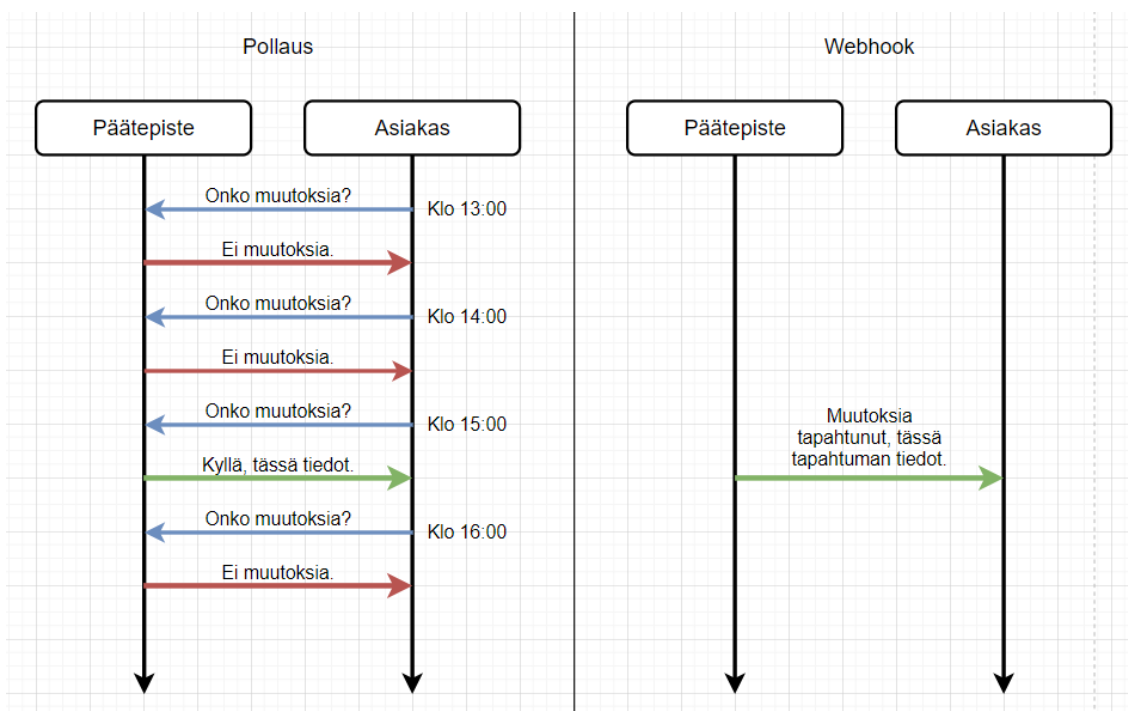 Pollaus
Päätepiste
Asiakas
Onko muutoksia?
Klo 13:00
Ei muutoksia.
Onko muutoksia?
Klo 14:00
Ei muutoksia.
Onko muutoksia?
Klo 15:00
Kyllä, tässä tiedot.
Onko muutoksia?
Klo 16:00
Ei muutoksia.
Webhook
Päätepiste
Asiakas
Muutoksia
tapahtunut, tässä
tapahtuman tiedot.